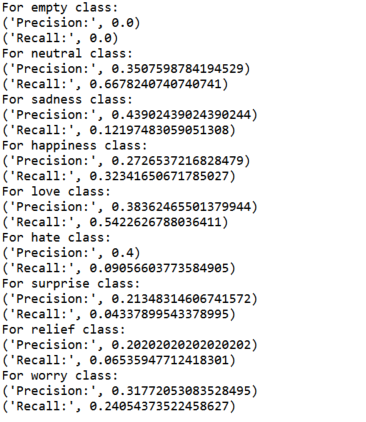 For empty class:
('Precision:', 0.0)
('Recall:', 0.0)
For neutral class:
('Precision:', 0.3507598784194529)
('Recall:', 0.6678240740740741)
For sadness class:
('Precision:', 0.43902439024390244)
('Recall:', 0.12197483059051308)
For happiness class:
('Precision:', 0.2726537216828479)
('Recall:', 0.32341650671785027)
For love class:
('Precision:', 0.38362465501379944)
('Recall:', 0.5422626788036411)
For hate class:
('Precision:', 0.4)
('Recall:', 0.09056603773584905)
For surprise class:
('Precision:', 0.21348314606741572)
('Recall:', 0.04337899543378995)
For relief class:
('Precision:', 0.20202020202020202)
('Recall:', 0.06535947712418301)
For worry class:
('Precision:', 0.31772053083528495)
('Recall:', 0.24054373522458627)